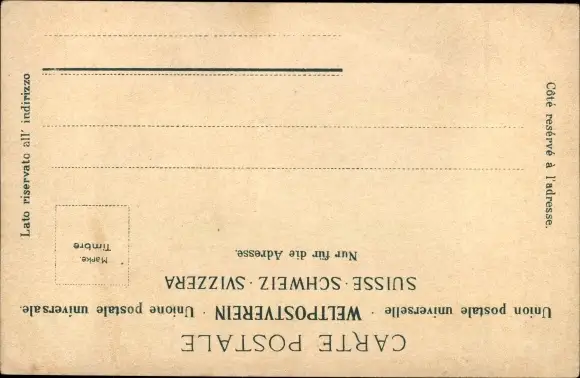 CARTE POSTALE
Union postale universelle · WELTPOSTVEREIN · Unione postale universale.
SUISSE · SCHWEIZ · SVIZZERA
Nur für die Adresse.
Marke.
Timbre
Côté resérvé à l'adresse.
Lato riservato all' indirizzo